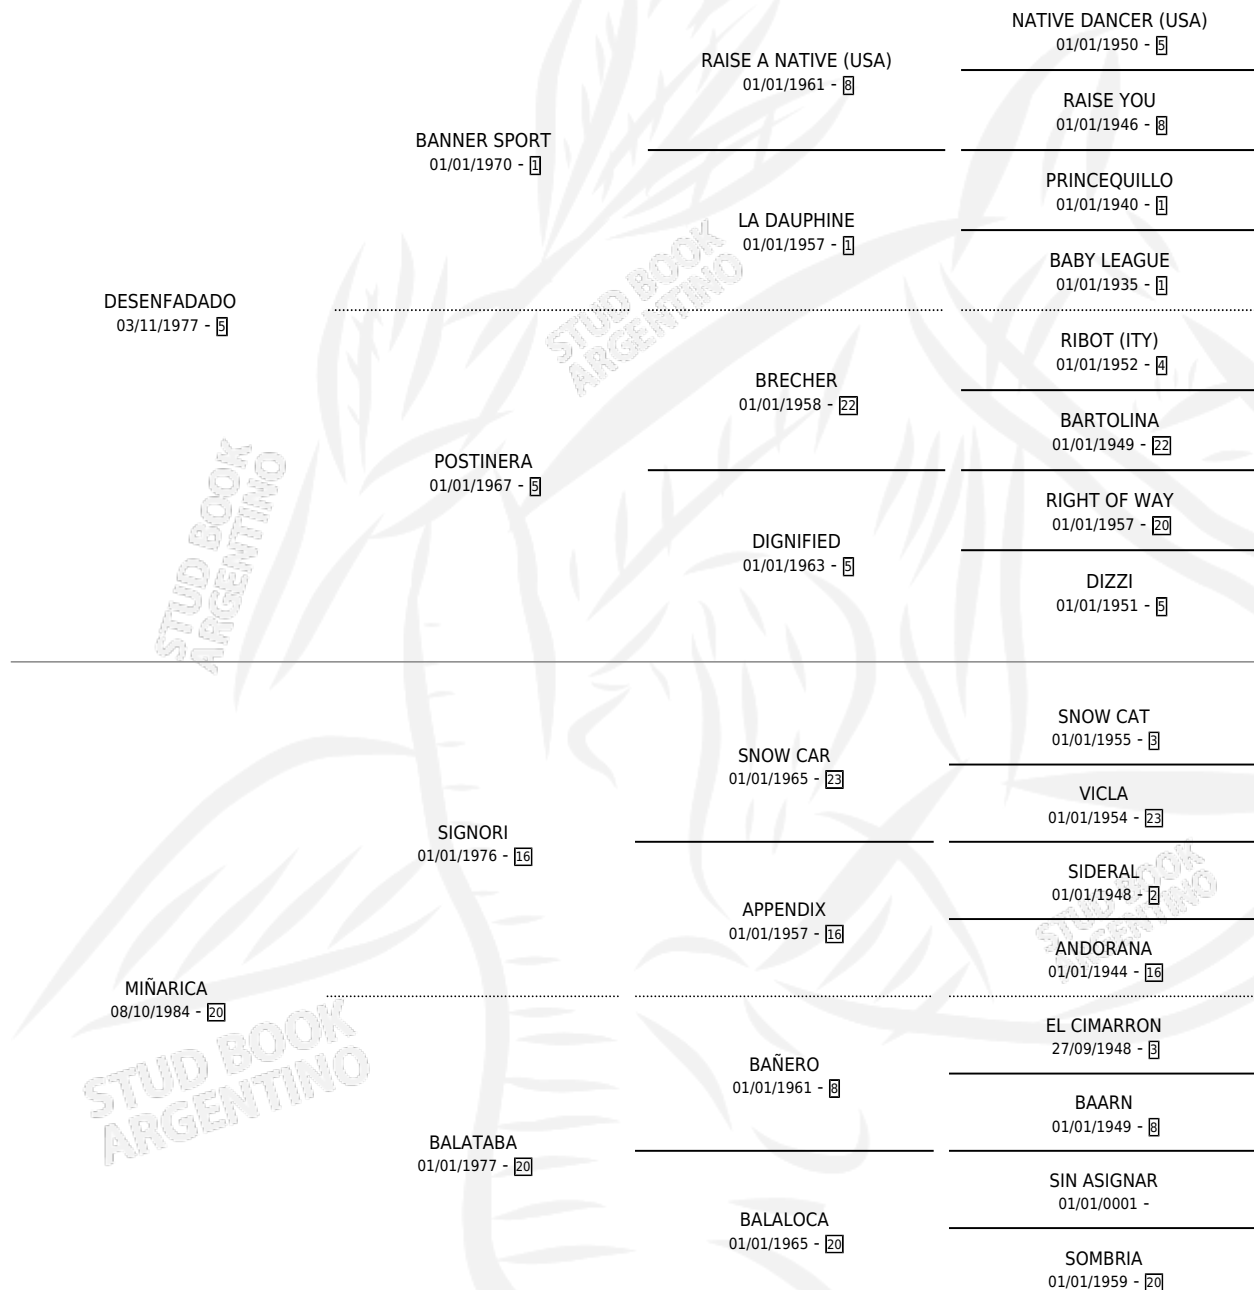 NATIVE DANCER (USA)
01/01/1950 - 5
RAISE A NATIVE (USA)
01/01/1961 - 8
RAISE YOU
01/01/1946 - 8
BANNER SPORT
01/01/1970 - 1
PRINCEQUILLO
01/01/1940 - 1
LA DAUPHINE
01/01/1957 - 1
BABY LEAGUE
01/01/1935 - 1
DESENFADADO
03/11/1977 - 5
RIBOT (ITY)
01/01/1952 - 4
BRECHER
01/01/1958 - 22
BARTOLINA
01/01/1949 - 22
POSTINERA
01/01/1967 - 5
RIGHT OF WAY
01/01/1957 - 20
DIGNIFIED
01/01/1963 - 5
DIZZI
01/01/1951 - 5
SNOW CAT
01/01/1955 - 3
SNOW CAR
01/01/1965 - 23
VICLA
01/01/1954 - 23
SIGNORI
01/01/1976 - 16
SIDERAL
01/01/1948 - 2
APPENDIX
01/01/1957 - 16
ANDORANA
01/01/1944 - 16
MIÑARICA
08/10/1984 - 20
EL CIMARRON
27/09/1948 - 3
BAÑERO
01/01/1961 - 8
BAARN
01/01/1949 - 8
BALATABA
01/01/1977 - 20
SIN ASIGNAR
01/01/0001 -
BALALOCA
01/01/1965 - 20
SOMBRIA
01/01/1959 - 20
STUD BOOK
ARGENTINO
STUD BOOK
ARGENTINO
STUD BOOK
ARGENTINO
STUD BOOK
ARGENTINO